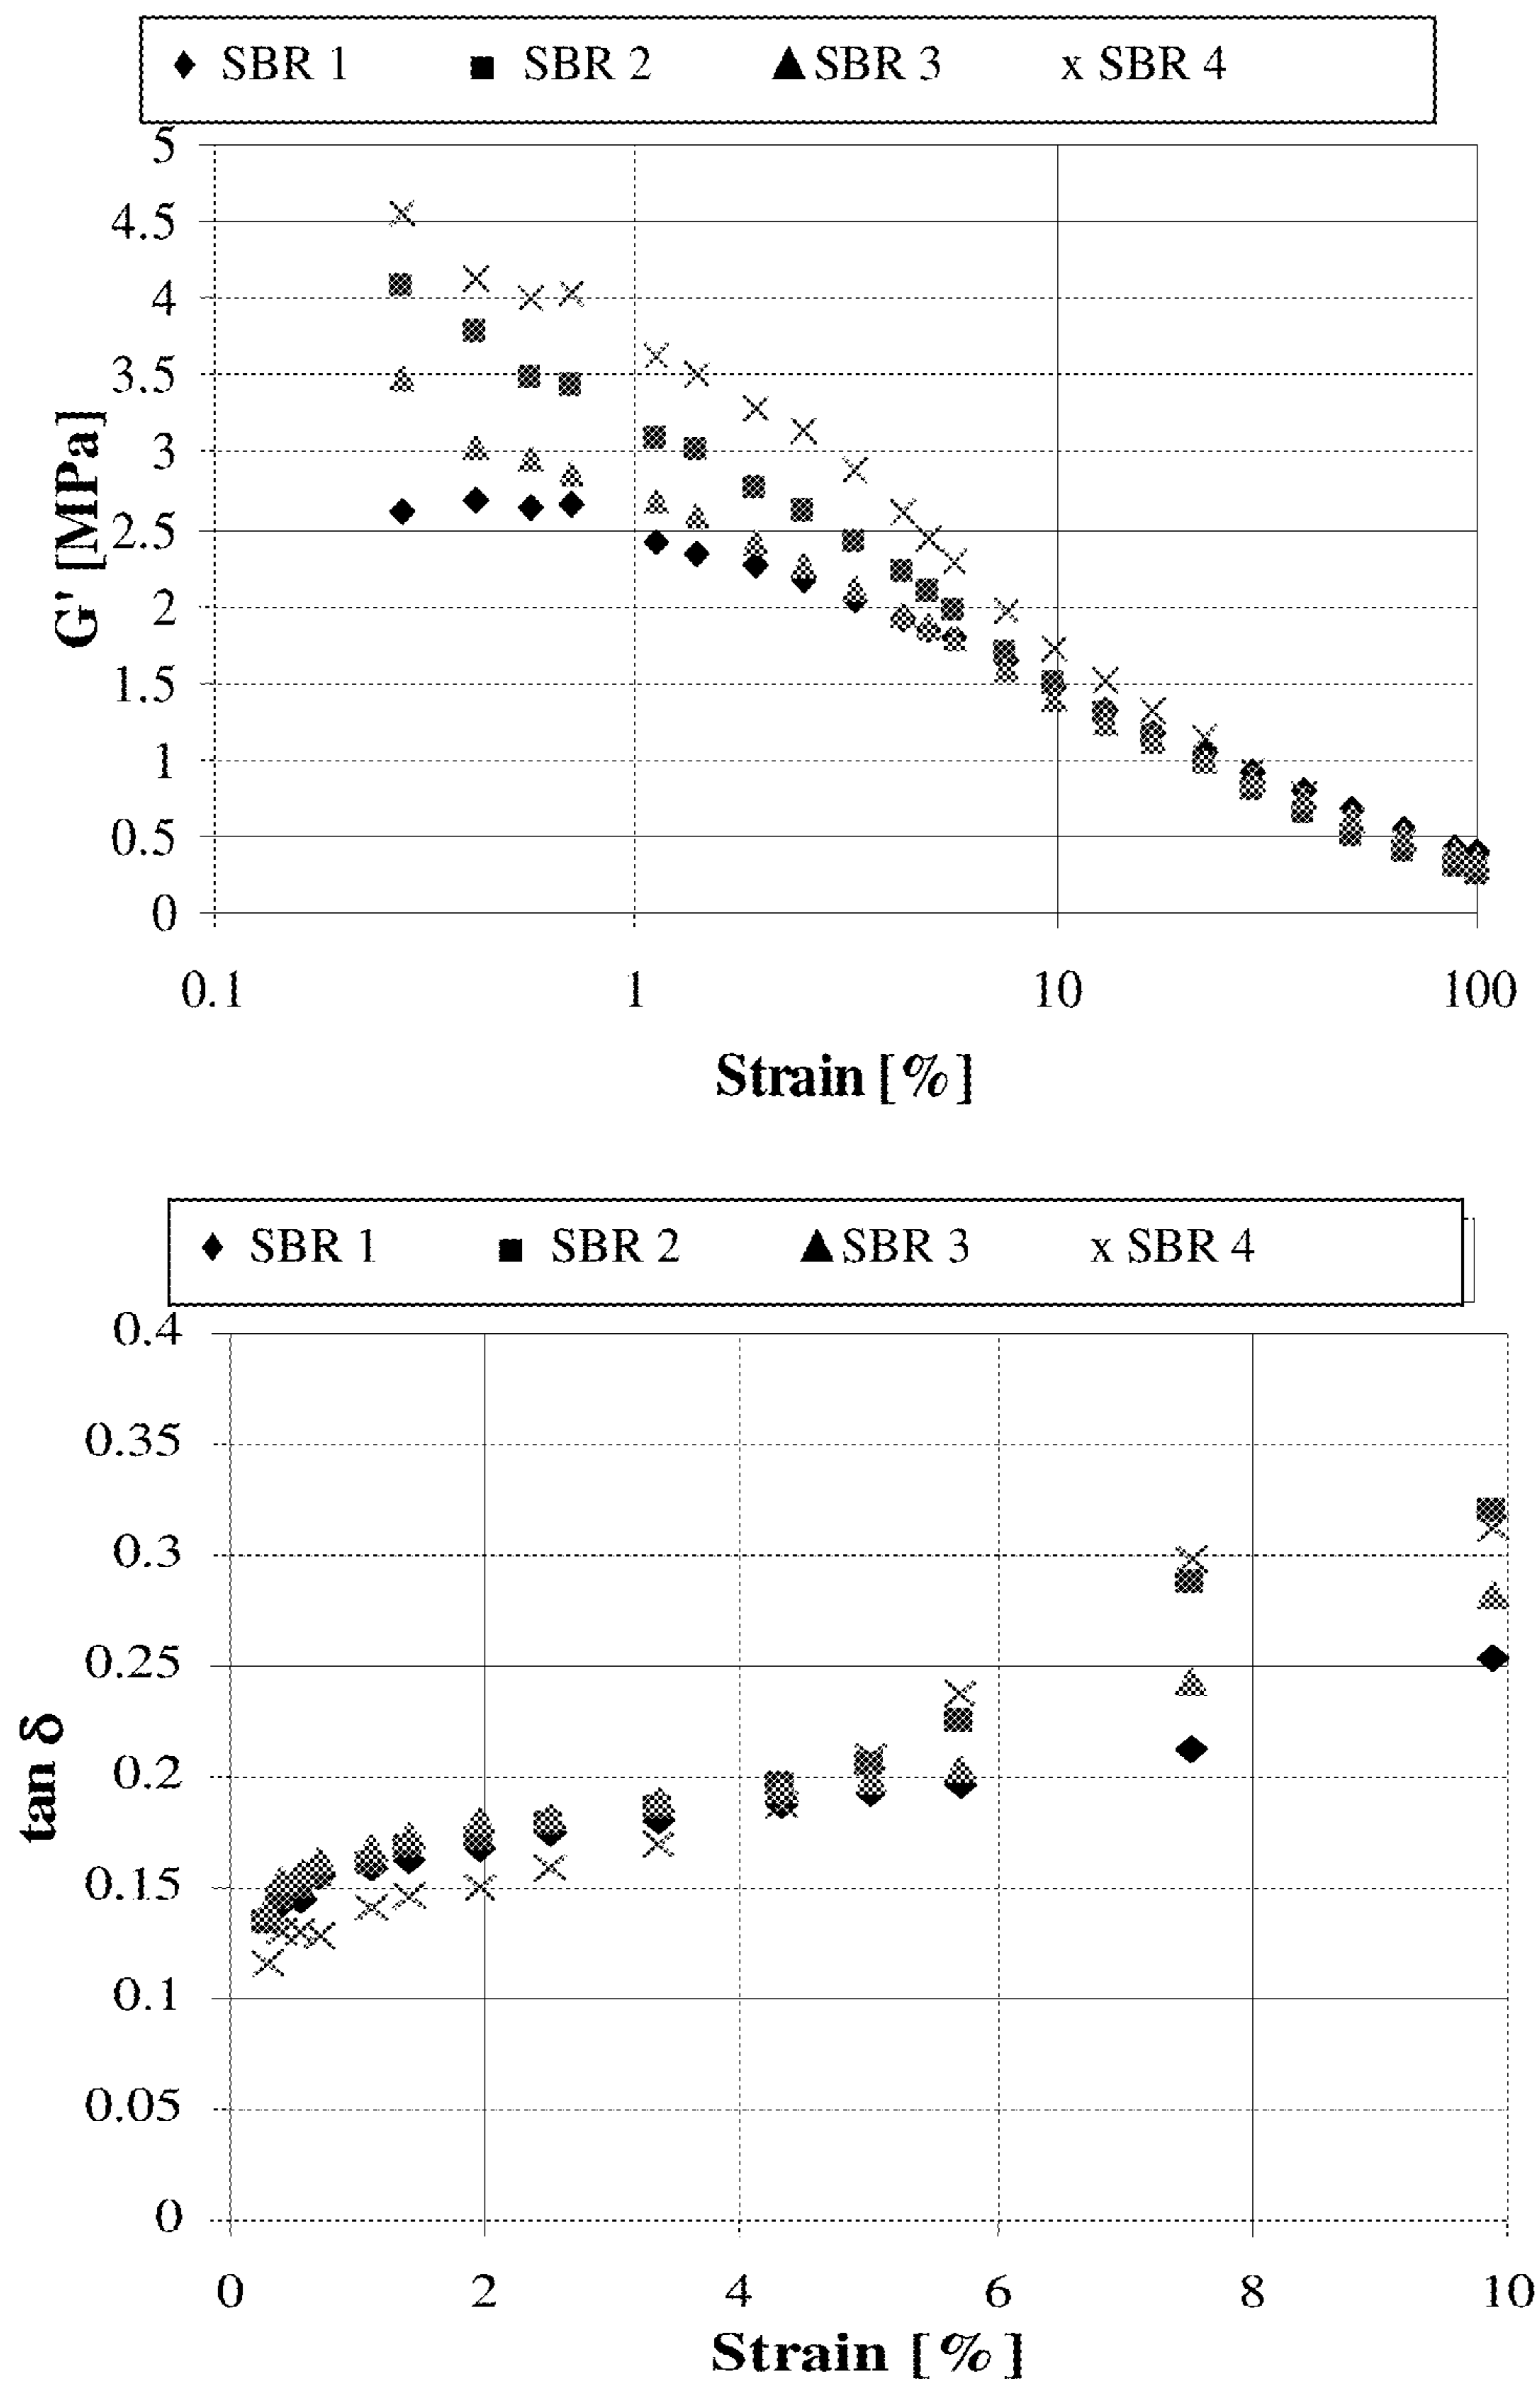 ♦ SBR 1 ■ SBR 2 ▲ SBR 3 x SBR 4
5
4.5
4
3.5
3
2.5
2
1.5
1
0.5
0
G' [MPa]
0.1 1 10 100
Strain [%]
♦ SBR 1 ■ SBR 2 ▲ SBR 3 x SBR 4
0.4
0.35
0.3
0.25
0.2
0.15
0.1
0.05
0
tan δ
0 2 4 6 8 10
Strain [%]